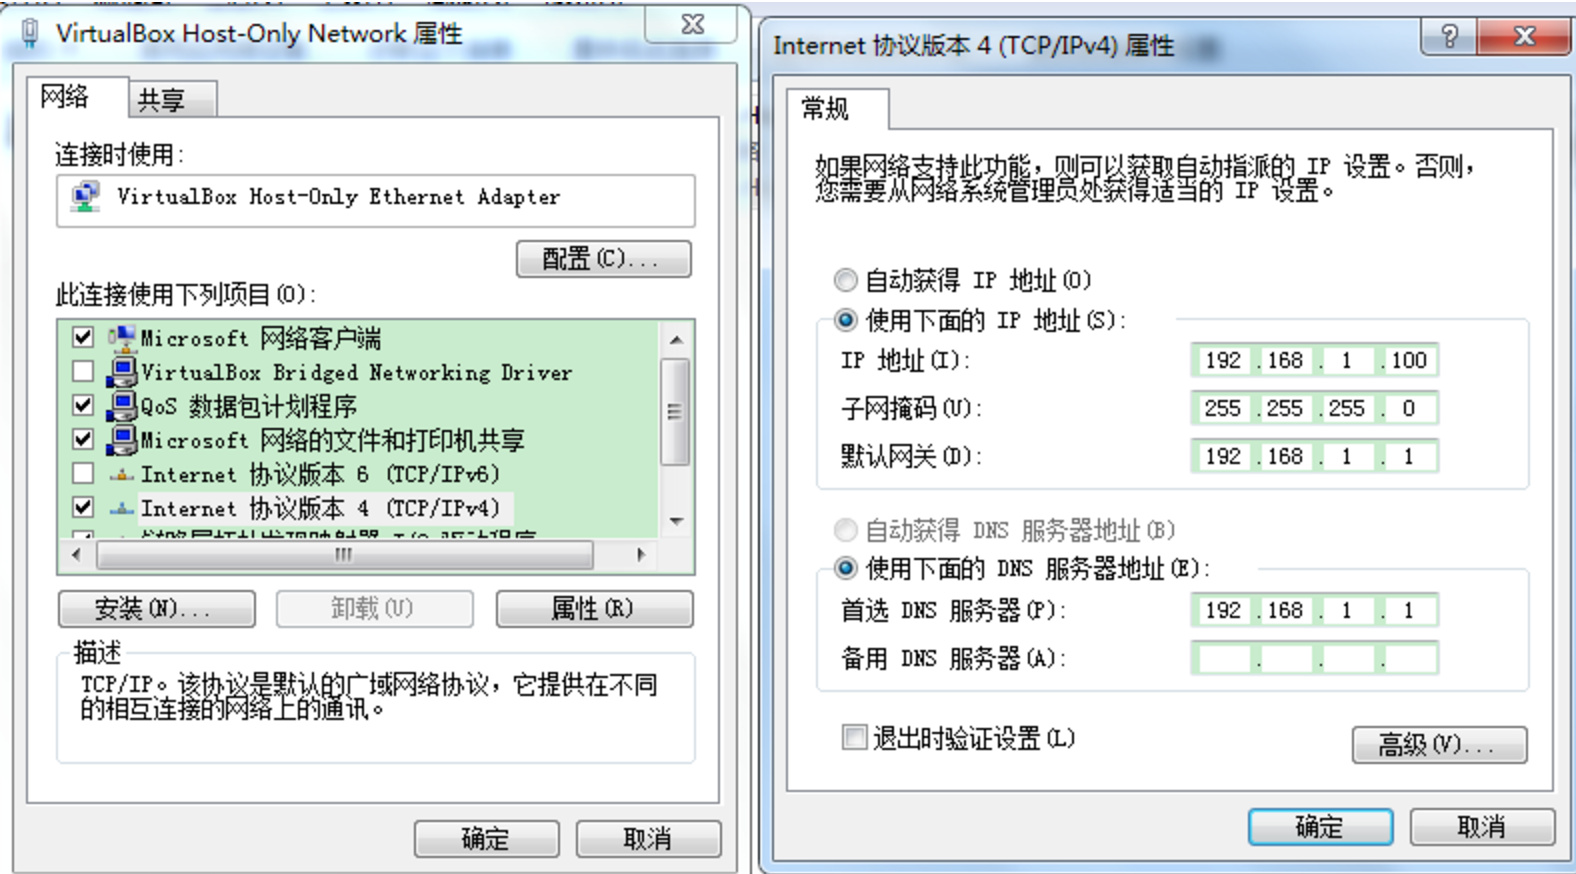 VirtualBox Host-Only Network 属性
网络
共享
连接时使用:
VirtualBox Host-Only Ethernet Adapter
配置(C)...
此连接使用下列项目(O):
Microsoft 网络客户端
VirtualBox Bridged Networking Driver
QoS 数据包计划程序
Microsoft 网络的文件和打印机共享
Internet 协议版本 6 (TCP/IPv6)
Internet 协议版本 4 (TCP/IPv4)
安装(N)...
卸载(U)
属性(R)
描述
TCP/IP。该协议是默认的广域网络协议，它提供在不同
的相互连接的网络上的通讯。
确定
取消
Internet 协议版本 4 (TCP/IPv4) 属性
常规
如果网络支持此功能，则可以获取自动指派的 IP 设置。否则，
您需要从网络系统管理员处获得适当的 IP 设置。
自动获得 IP 地址(O)
使用下面的 IP 地址(S):
IP 地址(I): 192 . 168 . 1 . 100
子网掩码(U): 255 . 255 . 255 . 0
默认网关(D): 192 . 168 . 1 . 1
自动获得 DNS 服务器地址(B)
使用下面的 DNS 服务器地址(E):
首选 DNS 服务器(P): 192 . 168 . 1 . 1
备用 DNS 服务器(A): . . .
退出时验证设置(L)
高级(V)...
确定
取消